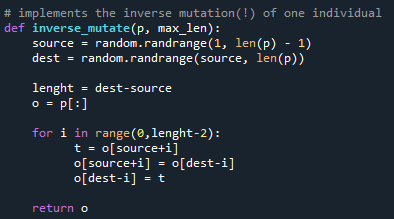 # implements the inverse mutation(!) of one individual
def inverse_mutate(p, max_len):
    source = random.randrange(1, len(p) - 1)
    dest = random.randrange(source, len(p))

    lenght = dest-source
    o = p[:]

    for i in range(0,lenght-2):
        t = o[source+i]
        o[source+i] = o[dest-i]
        o[dest-i] = t

    return o